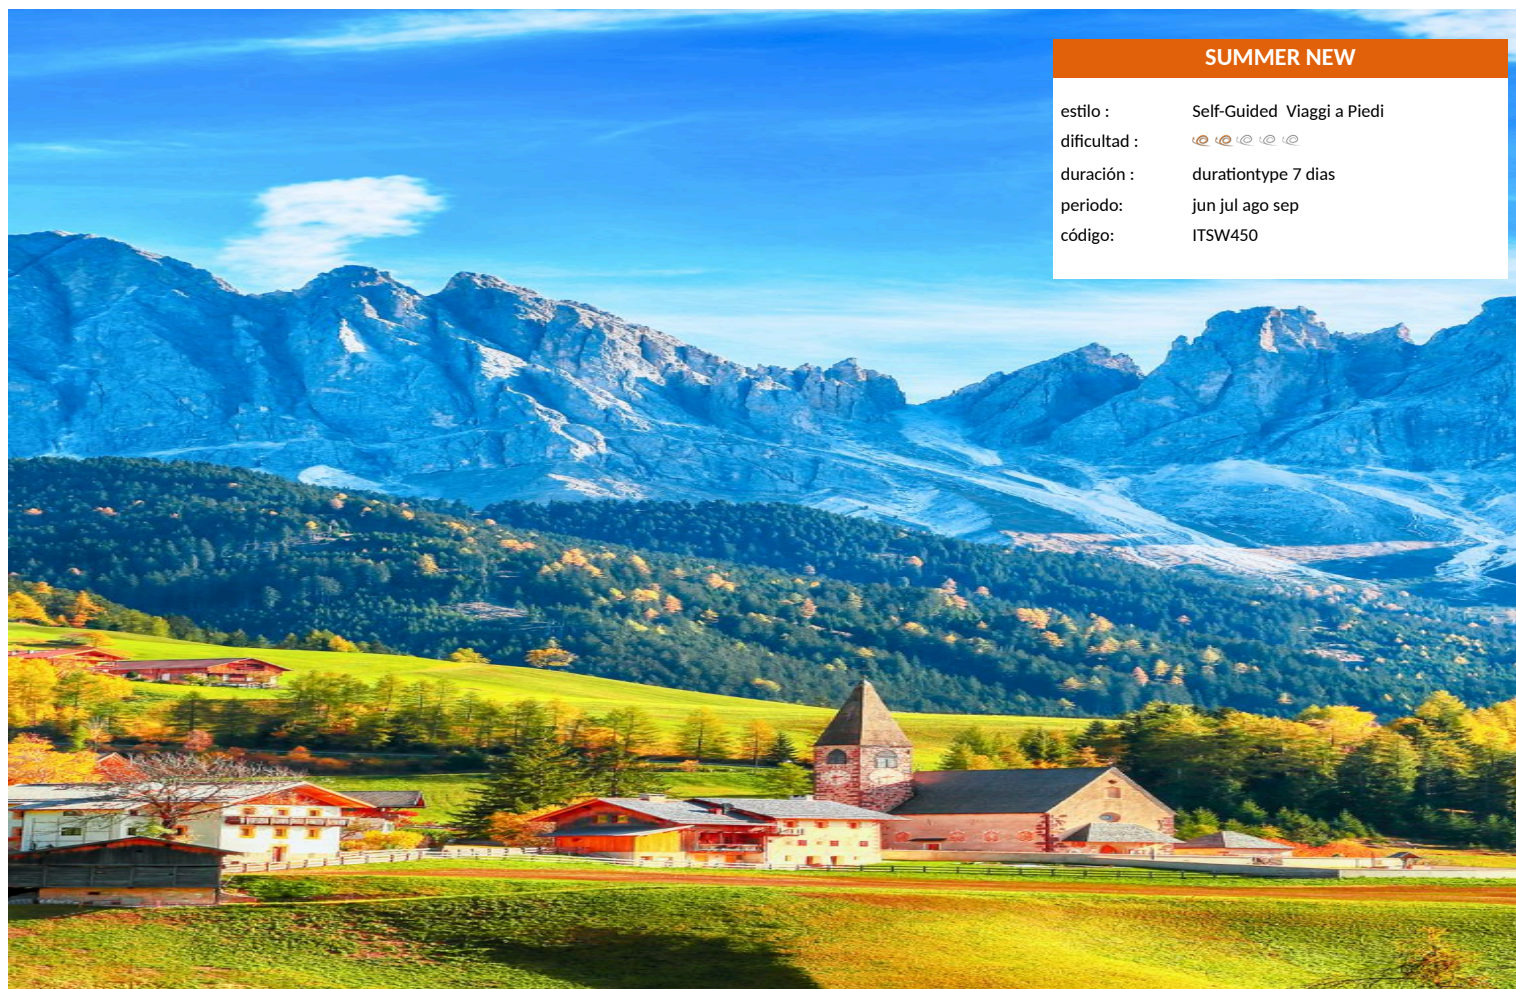 SUMMER NEW
estilo : Self-Guided  Viaggi a Piedi
dificultad :
duración : durationtype 7 dias
periodo: jun jul ago sep
código: ITSW450